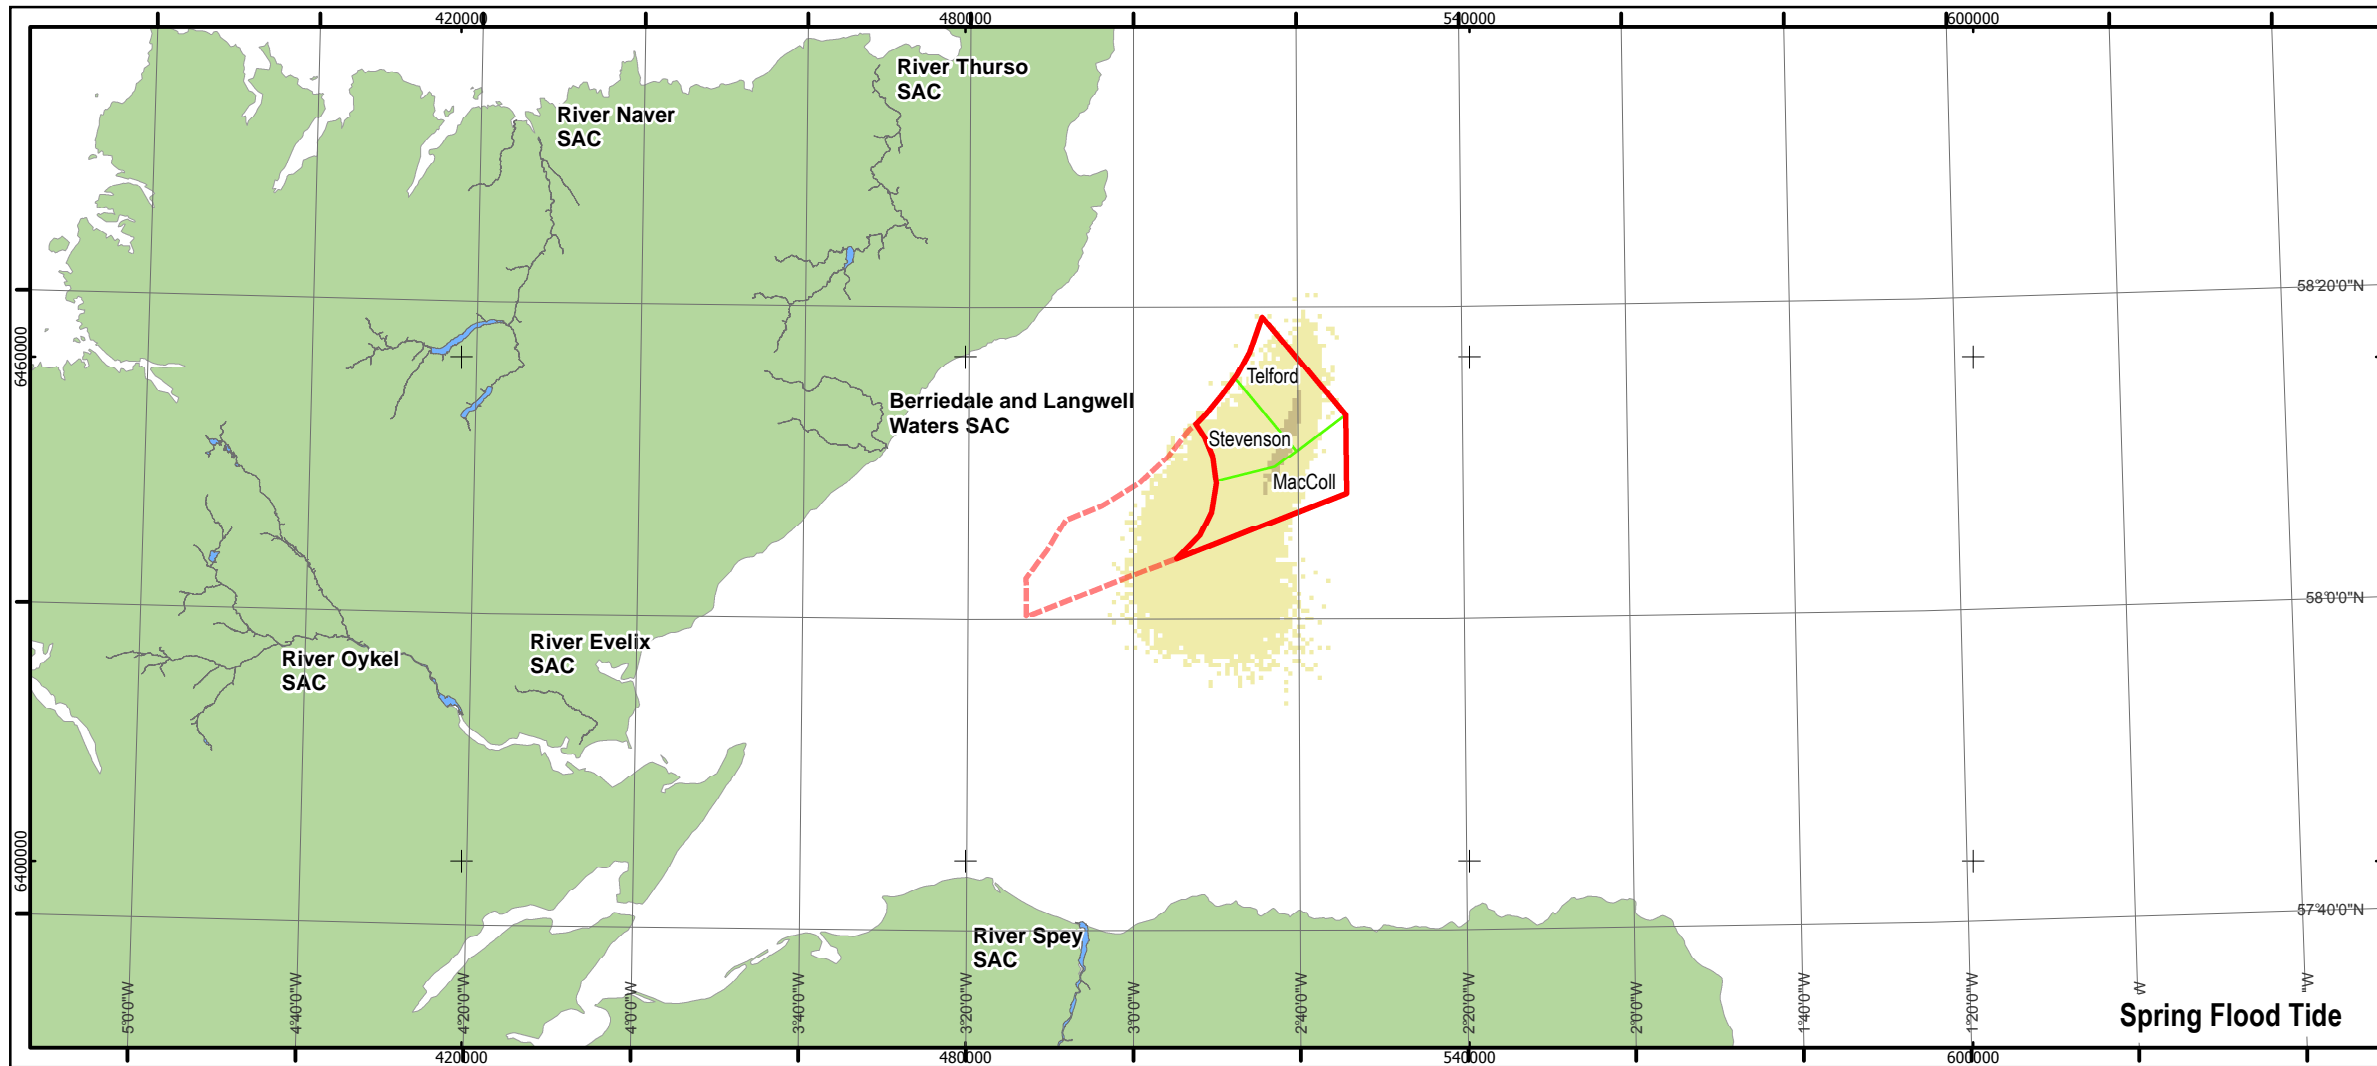 420000
480000
540000
600000
River Thurso
SAC
River Naver
SAC
58°20'0"N
6460000
Telford
Berriedale and Langwell
Waters SAC
Stevenson
MacColl
58°0'0"N
River Evelix
SAC
River Oykel
SAC
6400000
57°40'0"N
River Spey
SAC
5°0'0"W
4°40'0"W
4°20'0"W
4°0'0"W
3°40'0"W
3°20'0"W
3°0'0"W
2°40'0"W
2°20'0"W
2°0'0"W
1°40'0"W
1°20'0"W
"W
"W
Spring Flood Tide
420000
480000
540000
600000